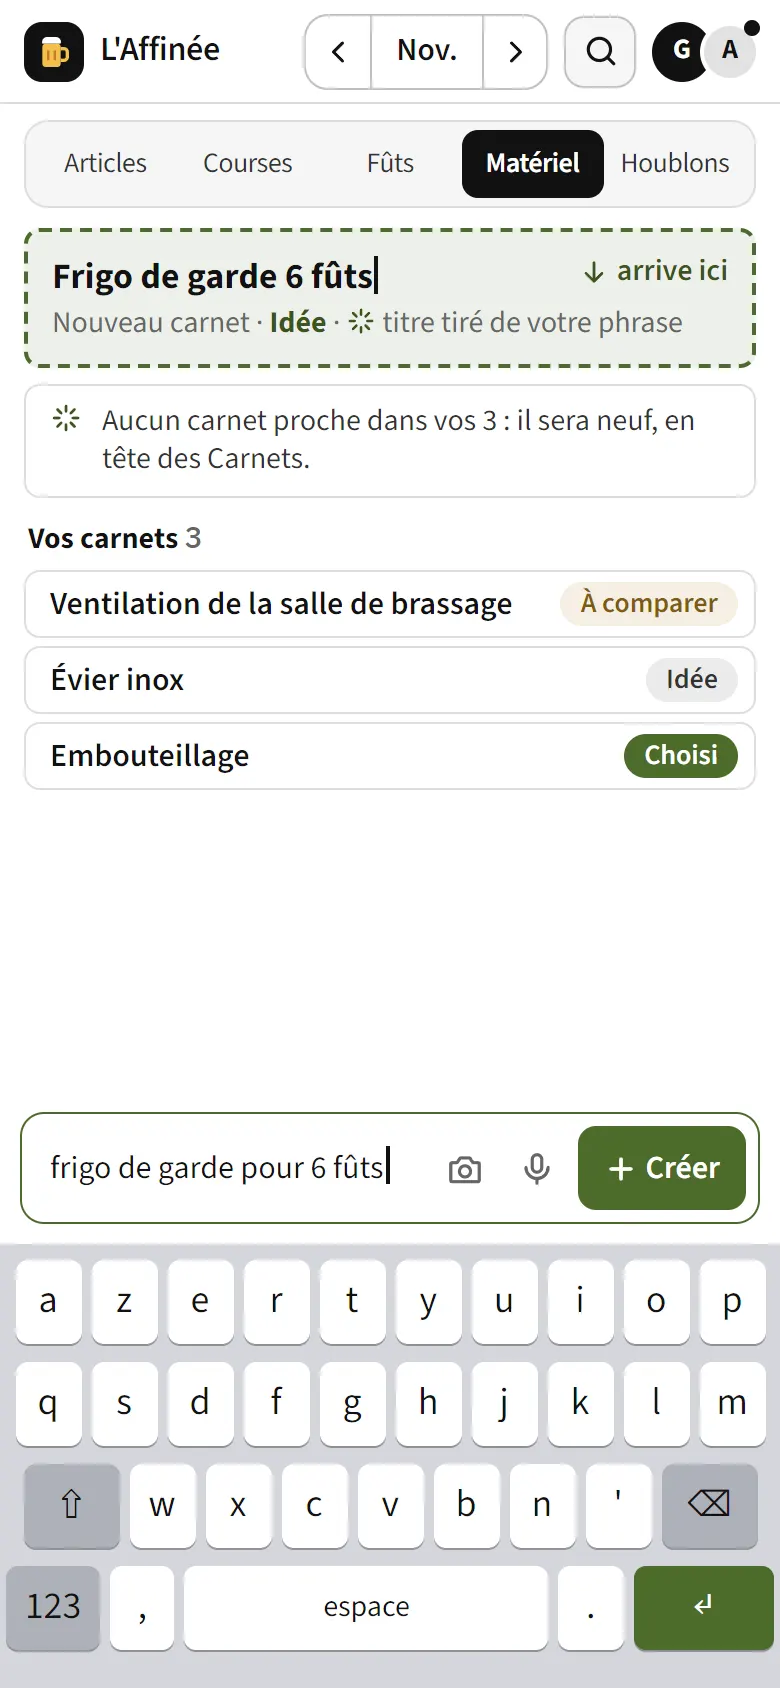 L'Affinée
Nov.
G A
Articles Courses Fûts Matériel Houblons
Frigo de garde 6 fûts
↓ arrive ici
Nouveau carnet · Idée · titre tiré de votre phrase
Aucun carnet proche dans vos 3 : il sera neuf, en
tête des Carnets.
Vos carnets 3
Ventilation de la salle de brassage À comparer
Évier inox Idée
Embouteillage Choisi
frigo de garde pour 6 fûts
+ Créer
a z e r t y u i o p
q s d f g h j k l m
⇧ w x c v b n ' ⌫
123 , espace . ↵